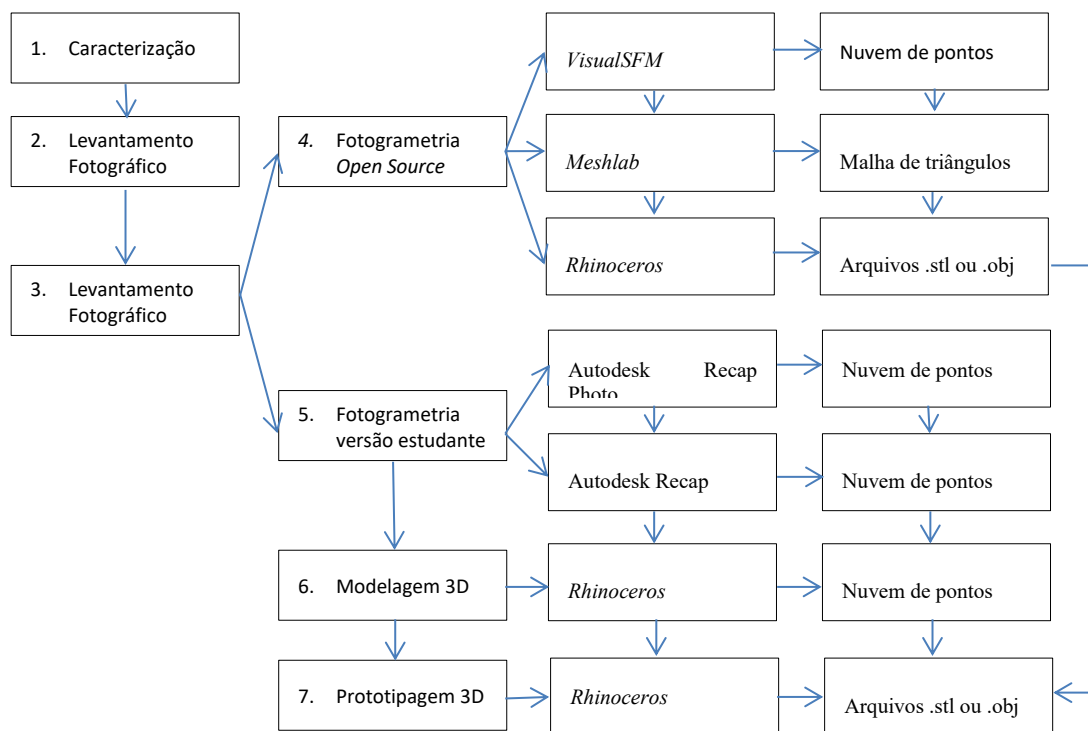 1. Caracterização
2. Levantamento
Fotográfico
3. Levantamento
Fotográfico
4. Fotogrametria
Open Source
VisualSFM
Nuvem de pontos
Meshlab
Malha de triângulos
Rhinoceros
Arquivos .stl ou .obj
5. Fotogrametria
versão estudante
Autodesk Recap
Photo
Nuvem de pontos
Autodesk Recap
Nuvem de pontos
6. Modelagem 3D
Rhinoceros
Nuvem de pontos
7. Prototipagem 3D
Rhinoceros
Arquivos .stl ou .obj